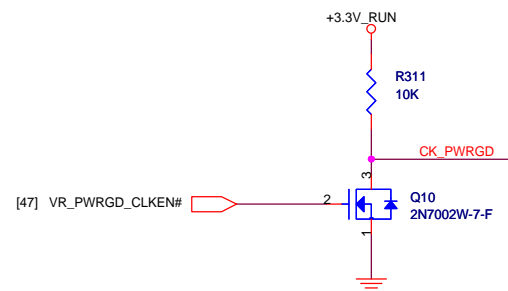 +3.3V_RUN
R311
10K
CK_PWRGD
3
[47] VR_PWRGD_CLKEN#
2
Q10
2N7002W-7-F
1